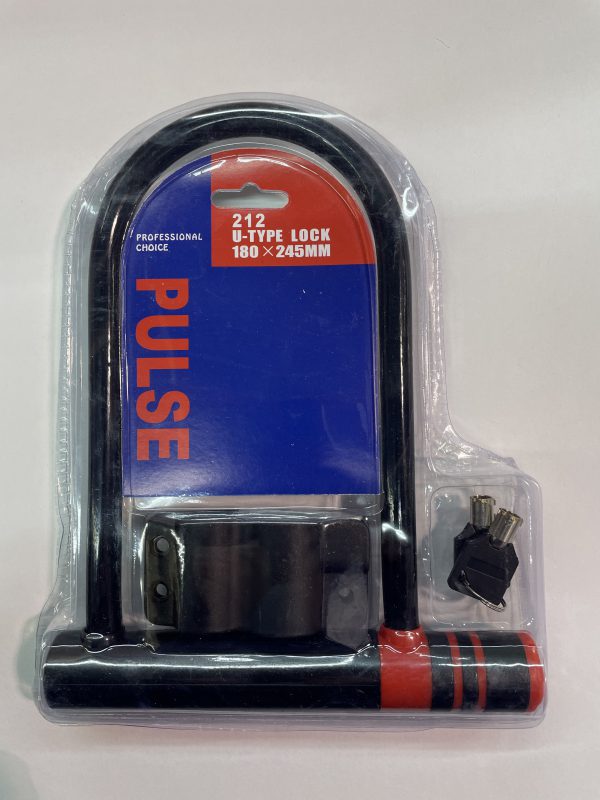 212
U-TYPE LOCK
180×245MM
PROFESSIONAL
CHOICE
PULSE